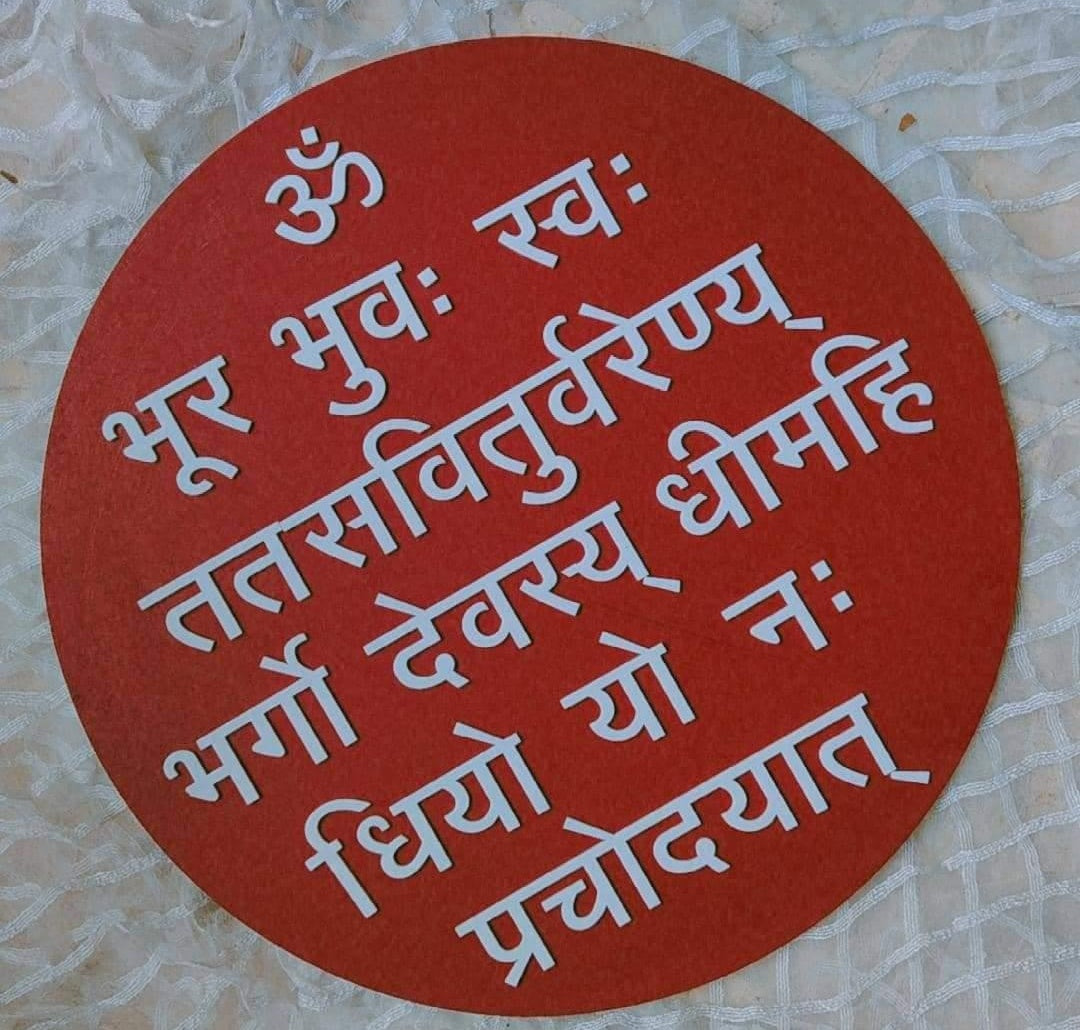 ॐ
भूर भुवः स्वः
ततसवितुर्वरेण्य्
भर्गो देवस्य् धीमहि
धियो यो नः
प्रचोदयात्